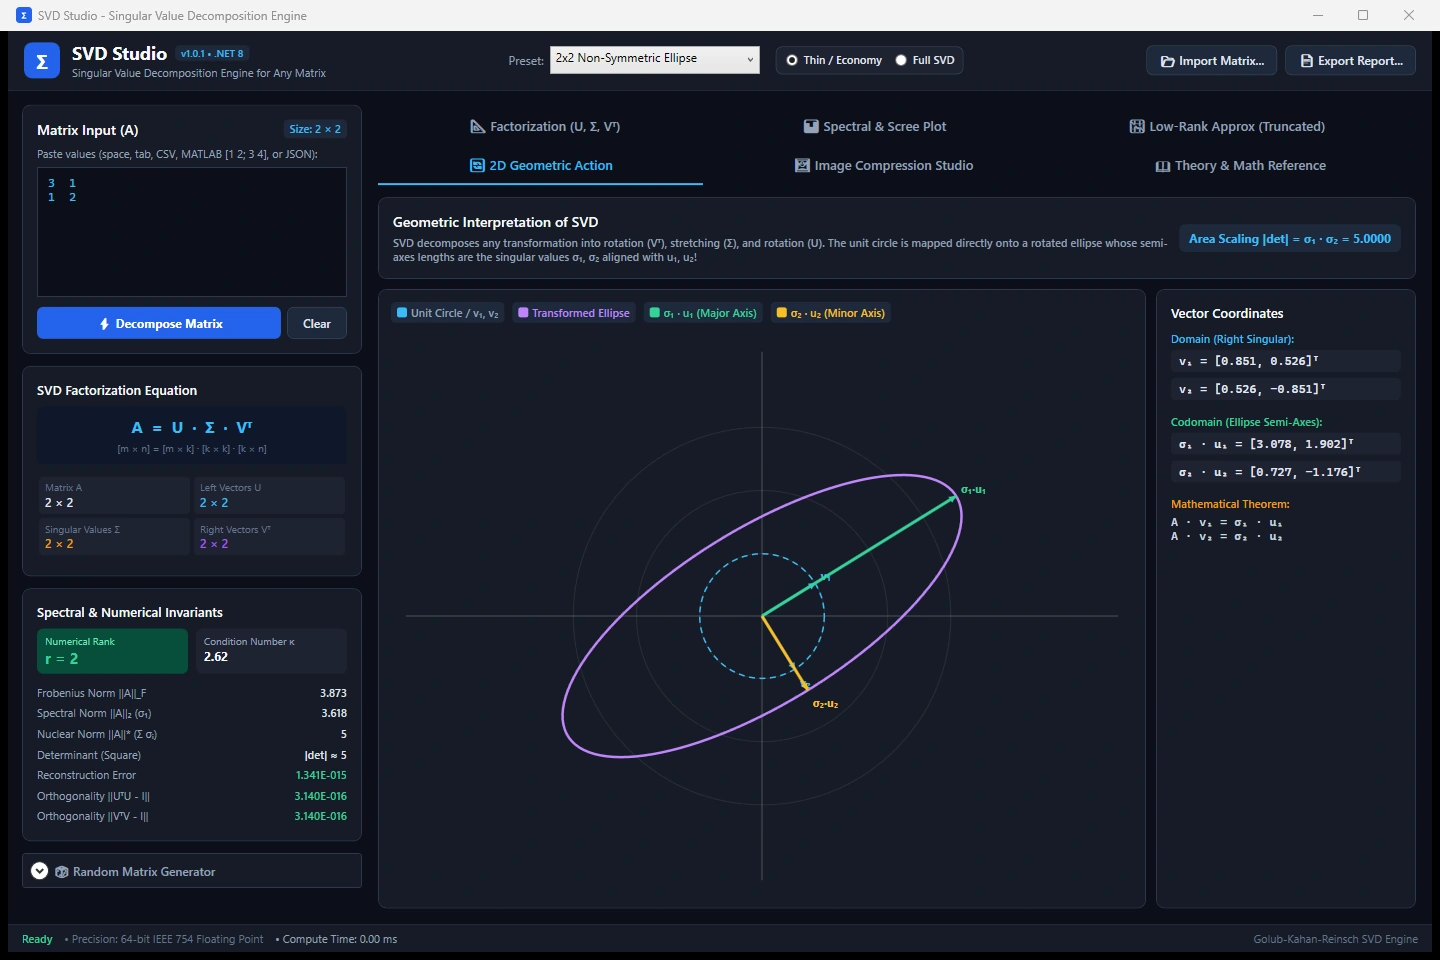 SVD Studio - Singular Value Decomposition Engine
Σ
SVD Studio
v1.0.1 • .NET 8
Singular Value Decomposition Engine for Any Matrix
Preset:
2x2 Non-Symmetric Ellipse
Thin / Economy
Full SVD
Import Matrix...
Export Report...
Matrix Input (A)
Size: 2 × 2
Paste values (space, tab, CSV, MATLAB [1 2; 3 4], or JSON):
3 1
1 2
Decompose Matrix
Clear
SVD Factorization Equation
A = U · Σ · Vᵀ
[m × n] = [m × k] · [k × k] · [k × n]
Matrix A
2 × 2
Left Vectors U
2 × 2
Singular Values Σ
2 × 2
Right Vectors Vᵀ
2 × 2
Spectral & Numerical Invariants
Numerical Rank
r = 2
Condition Number κ
2.62
Frobenius Norm ||A||_F 3.873
Spectral Norm ||A||₂ (σ₁) 3.618
Nuclear Norm ||A||* (Σ σᵢ) 5
Determinant (Square) |det| ≈ 5
Reconstruction Error 1.341E-015
Orthogonality ||UᵀU - I|| 3.140E-016
Orthogonality ||VᵀV - I|| 3.140E-016
Random Matrix Generator
Factorization (U, Σ, Vᵀ)
Spectral & Scree Plot
Low-Rank Approx (Truncated)
2D Geometric Action
Image Compression Studio
Theory & Math Reference
Geometric Interpretation of SVD
SVD decomposes any transformation into rotation (Vᵀ), stretching (Σ), and rotation (U). The unit circle is mapped directly onto a rotated ellipse whose semi-
axes lengths are the singular values σ₁, σ₂ aligned with u₁, u₂!
Area Scaling |det| = σ₁ · σ₂ = 5.0000
Unit Circle / v₁, v₂
Transformed Ellipse
σ₁ · u₁ (Major Axis)
σ₂ · u₂ (Minor Axis)
σ₁·u₁
σ₂·u₂
Vector Coordinates
Domain (Right Singular):
v₁ = [0.851, 0.526]ᵀ
v₂ = [0.526, −0.851]ᵀ
Codomain (Ellipse Semi-Axes):
σ₁ · u₁ = [3.078, 1.902]ᵀ
σ₂ · u₂ = [0.727, −1.176]ᵀ
Mathematical Theorem:
A · v₁ = σ₁ · u₁
A · v₂ = σ₂ · u₂
Ready
• Precision: 64-bit IEEE 754 Floating Point
• Compute Time: 0.00 ms
Golub-Kahan-Reinsch SVD Engine